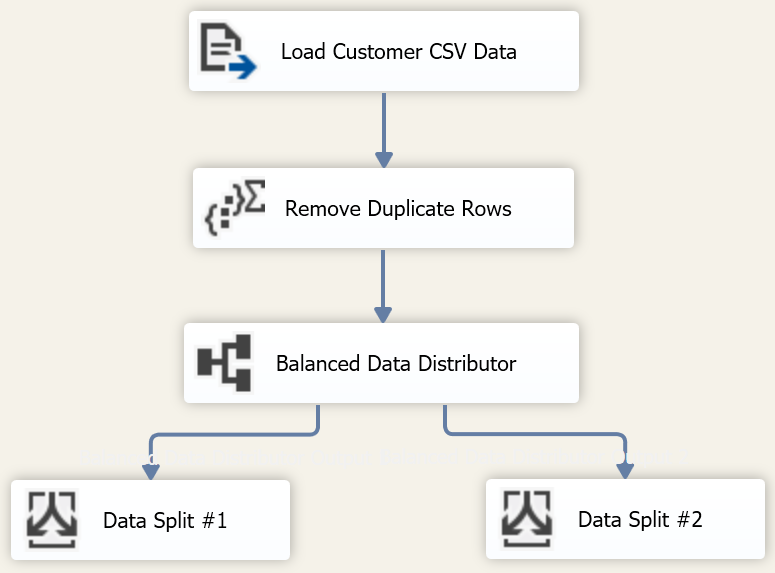 Load Customer CSV Data
Remove Duplicate Rows
Balanced Data Distributor
Data Split #1
Data Split #2